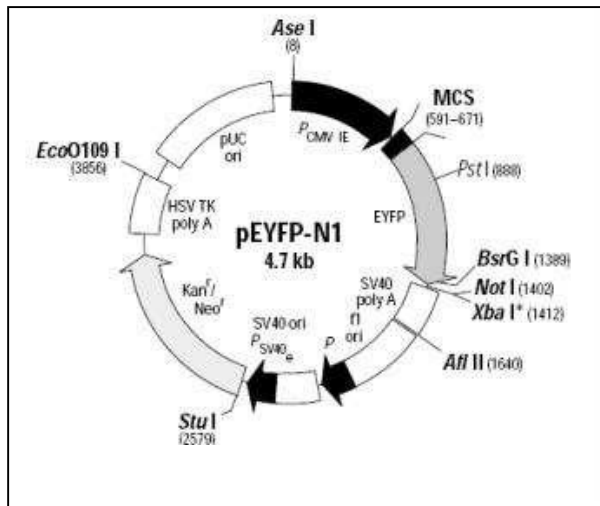 Ase I
(8)
MCS
(591–671)
PCMV IE
pUC
ori
EcoO109 I
(3856)
Pst I (888)
HSV TK
poly A
EYFP
pEYFP-N1
4.7 kb
BsrG I (1389)
Not I (1402)
Xba I* (1412)
SV40
poly A
Kanr/
Neor
f1
ori
SV40 ori
P
PSV40e
Afl II (1640)
Stu I
(2579)